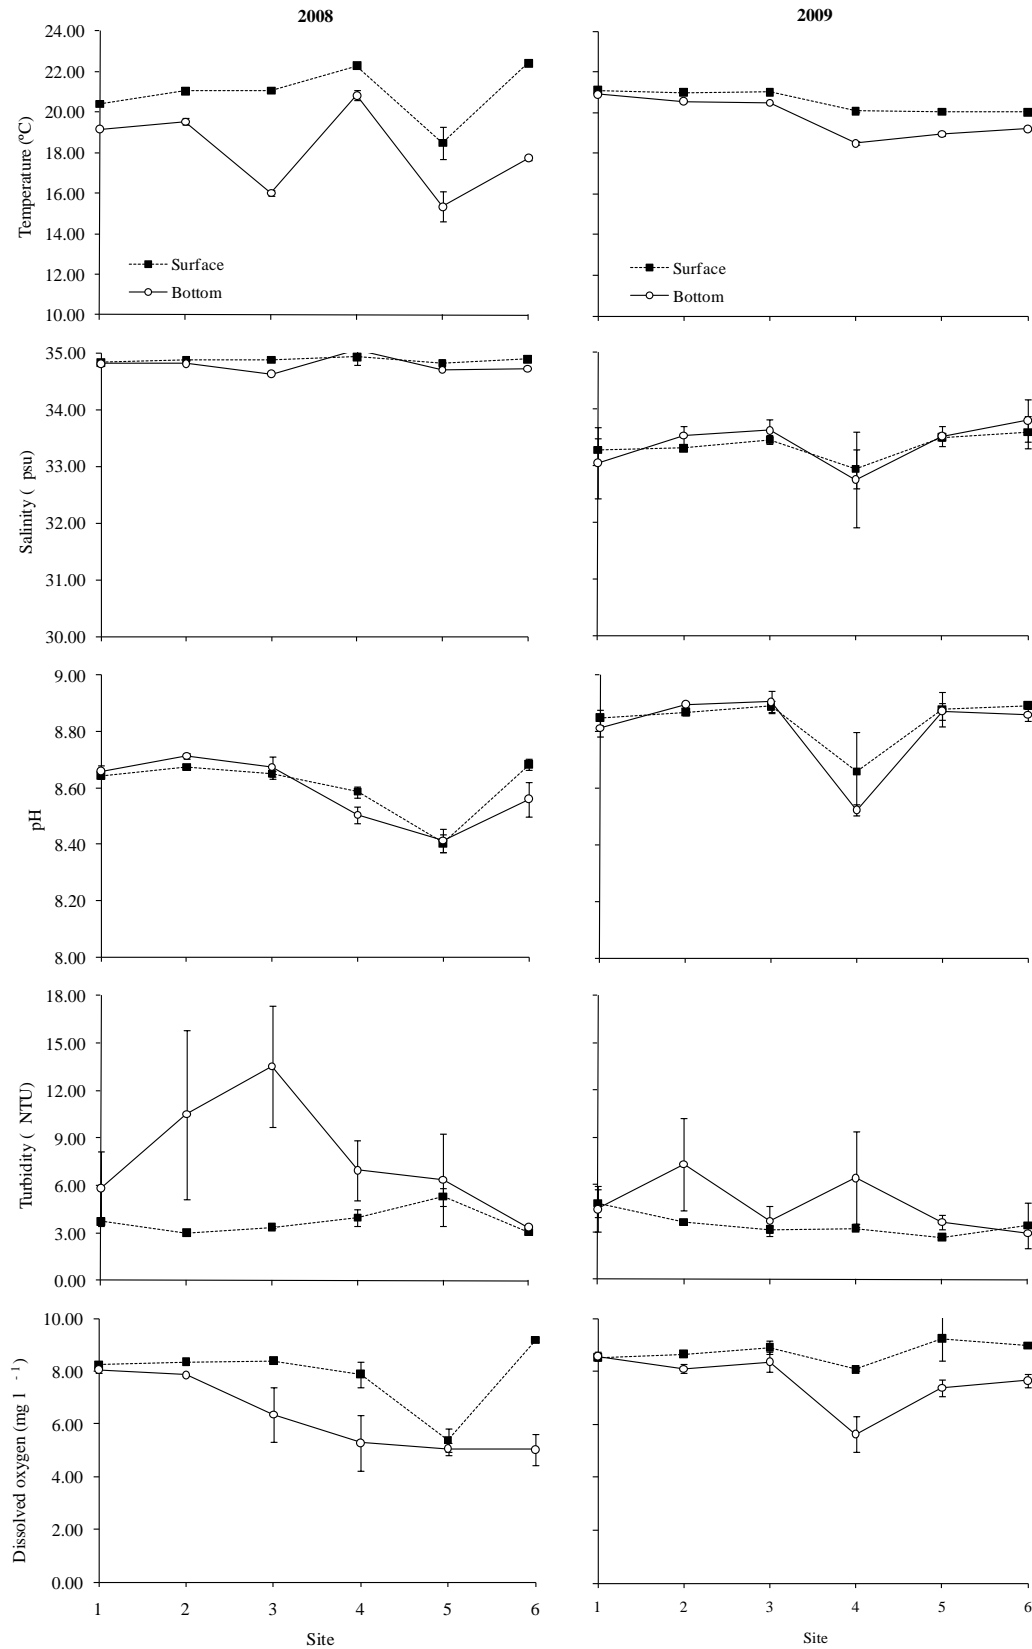 2008
2009
24.00
22.00
20.00
18.00
16.00
14.00
12.00
10.00
Temperature (ºC)
Surface
Bottom
Surface
Bottom
35.00
34.00
33.00
32.00
31.00
30.00
Salinity ( psu)
9.00
8.80
8.60
8.40
8.20
8.00
pH
18.00
15.00
12.00
9.00
6.00
3.00
0.00
Turbidity ( NTU)
10.00
8.00
6.00
4.00
2.00
0.00
Dissolved oxygen (mg l -1)
1 2 3 4 5 6
Site
1 2 3 4 5 6
Site